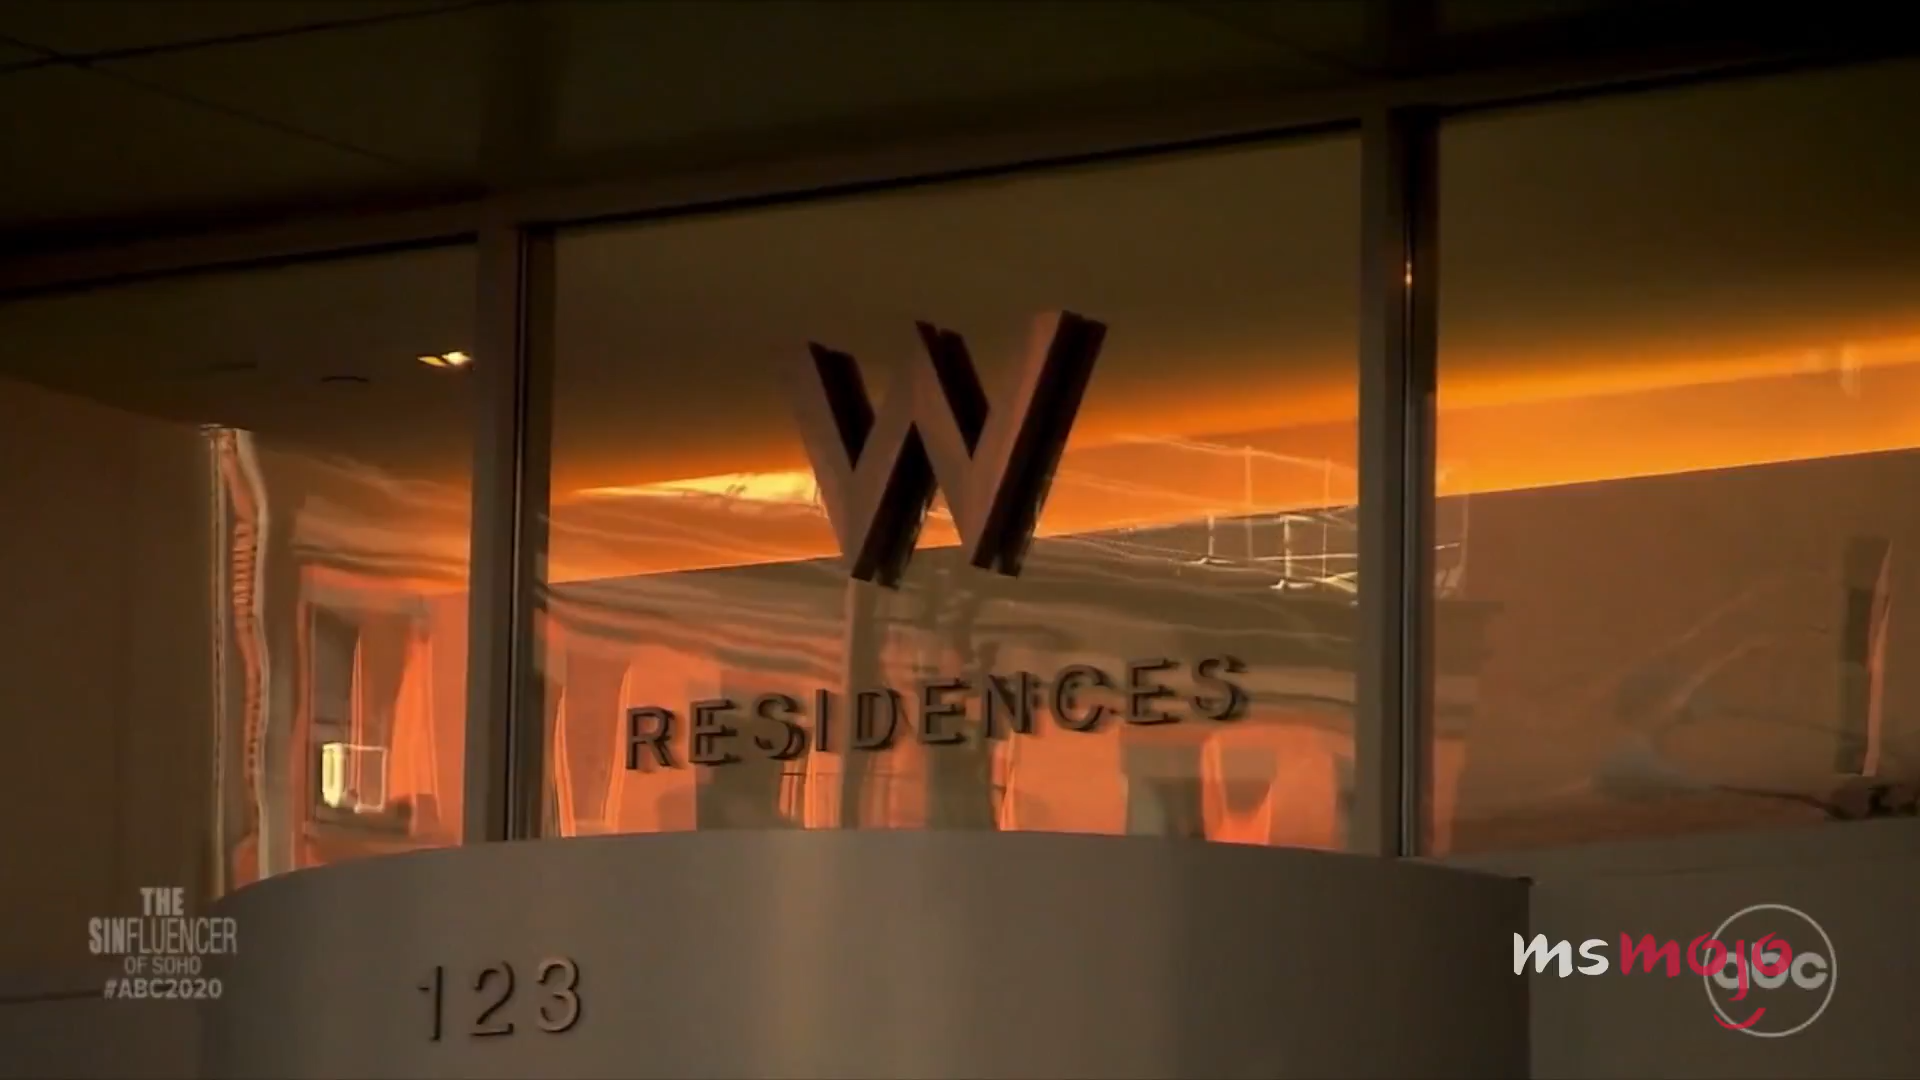 W
RESIDENCES
123
THE
SINFLUENCER
OF SOHO
#ABC2020
msmojo
abc